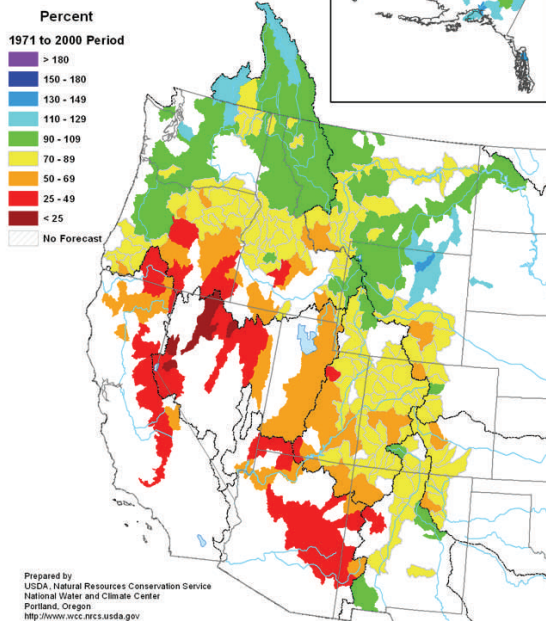 Percent
1971 to 2000 Period
> 180
150 - 180
130 - 149
110 - 129
90 - 109
70 - 89
50 - 69
25 - 49
< 25
No Forecast
Prepared by
USDA, Natural Resources Conservation Service
National Water and Climate Center
Portland, Oregon
http://www.wcc.nrcs.usda.gov